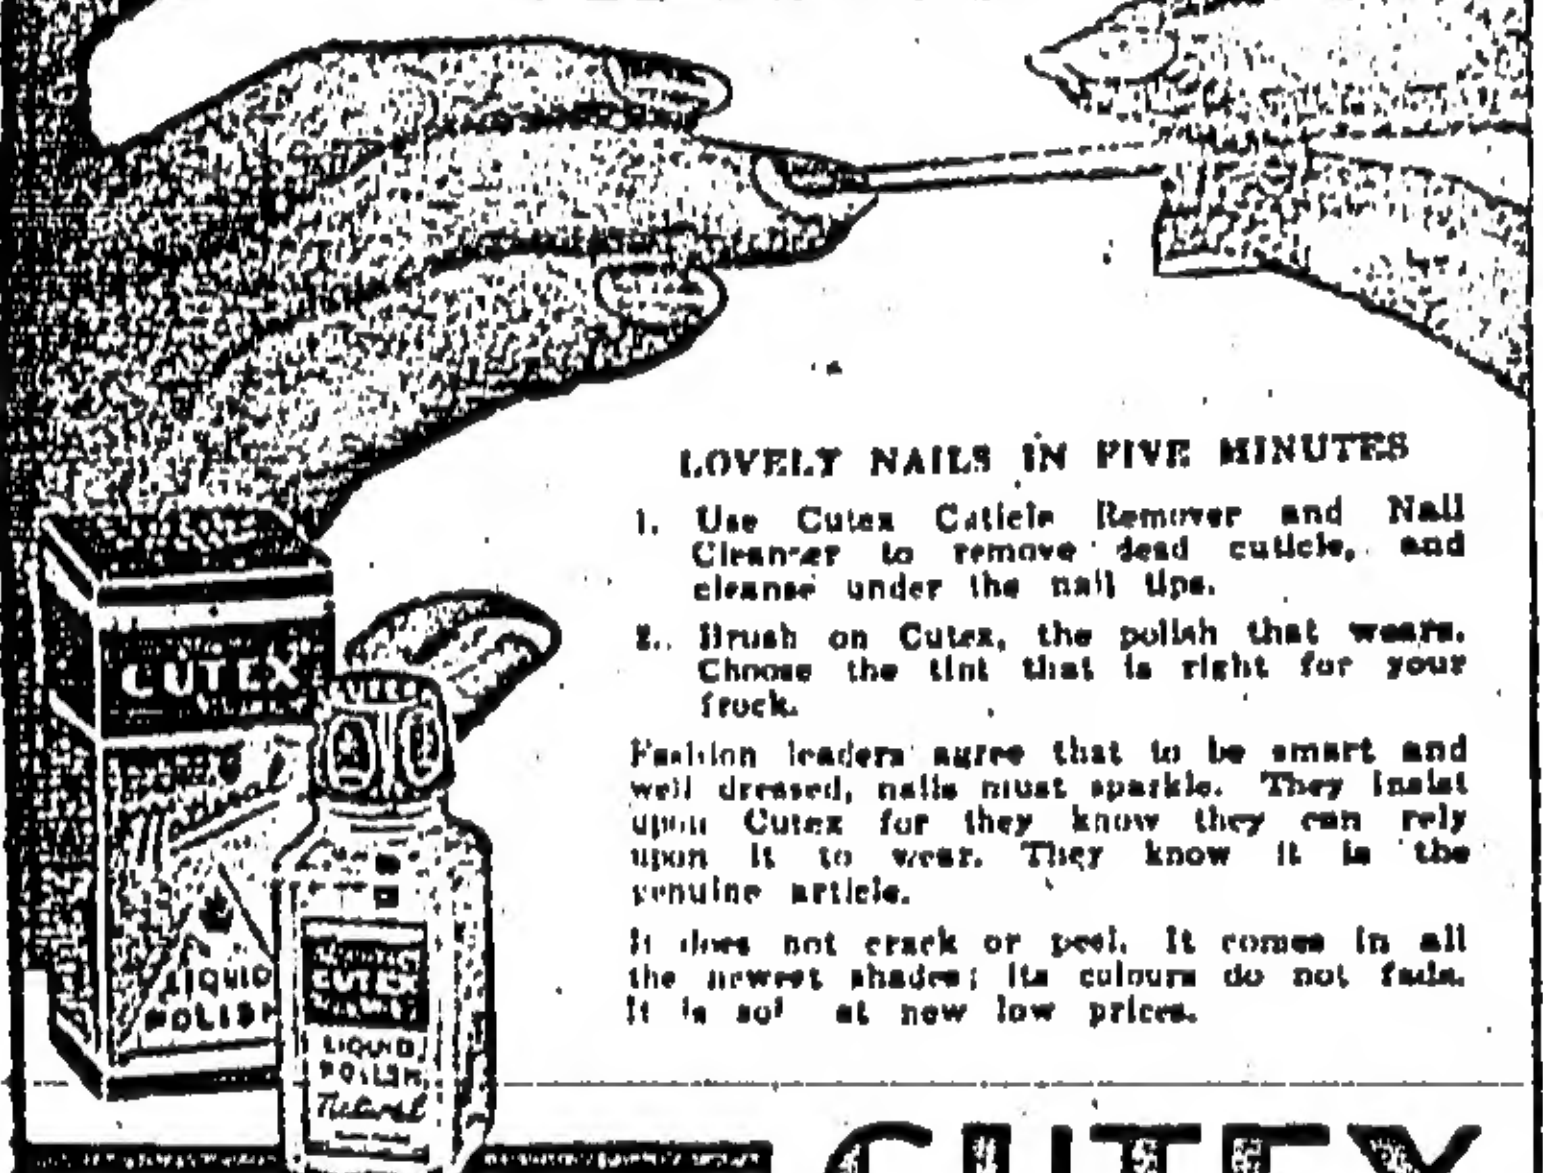 LOVELY NAILS IN FIVE MINUTES
1. Use Cutex Cuticle Remover and Nail
Cleanser to remove dead cuticle, and
cleanse under the nail tips.
2. Brush on Cutex, the polish that wears.
Choose the tint that is right for your
frock.
Fashion leaders agree that to be smart and
well dressed, nails must sparkle. They insist
upon Cutex for they know they can rely
upon it to wear. They know it is the
genuine article.
It does not crack or peel. It comes in all
the newest shades; its colours do not fade.
It is sol at new low prices.
CUTEX
LIQUID
POLISH
CUTEX
LIQUID
POLISH
Natural
CUTEX